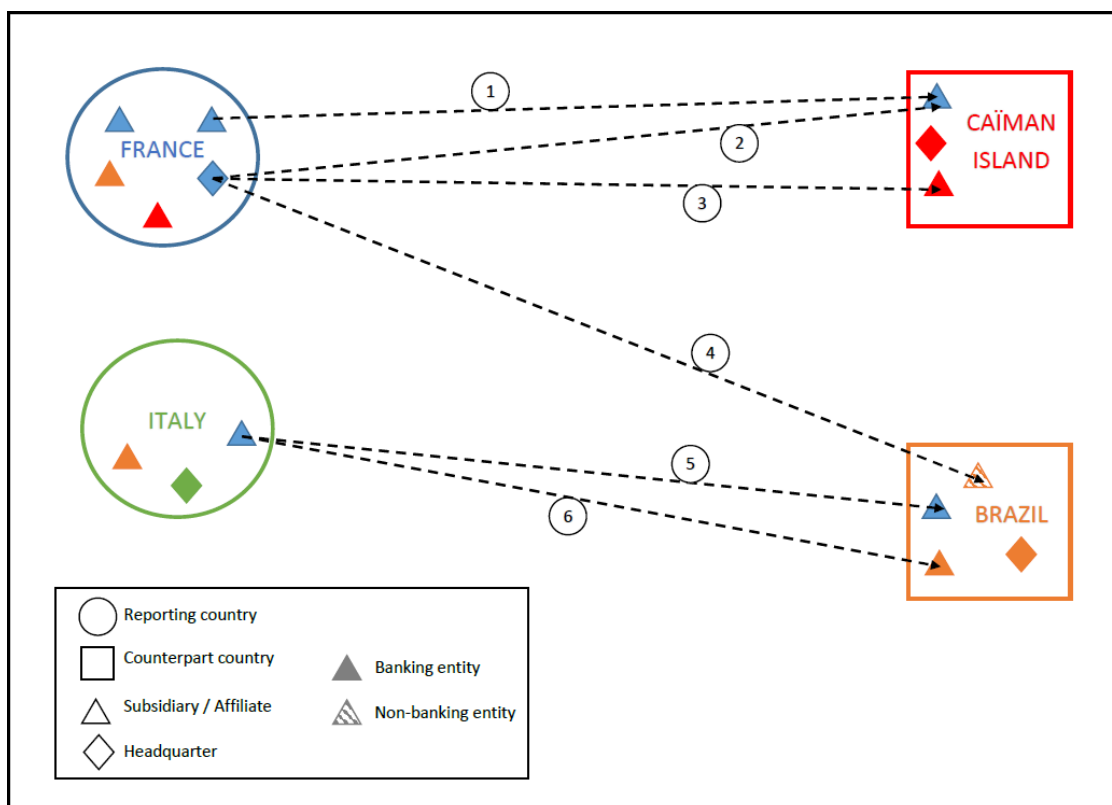 1
2
FRANCE
CAÏMAN
ISLAND
3
4
ITALY
5
6
BRAZIL
Reporting country
Counterpart country
Banking entity
Subsidiary / Affiliate
Non-banking entity
Headquarter